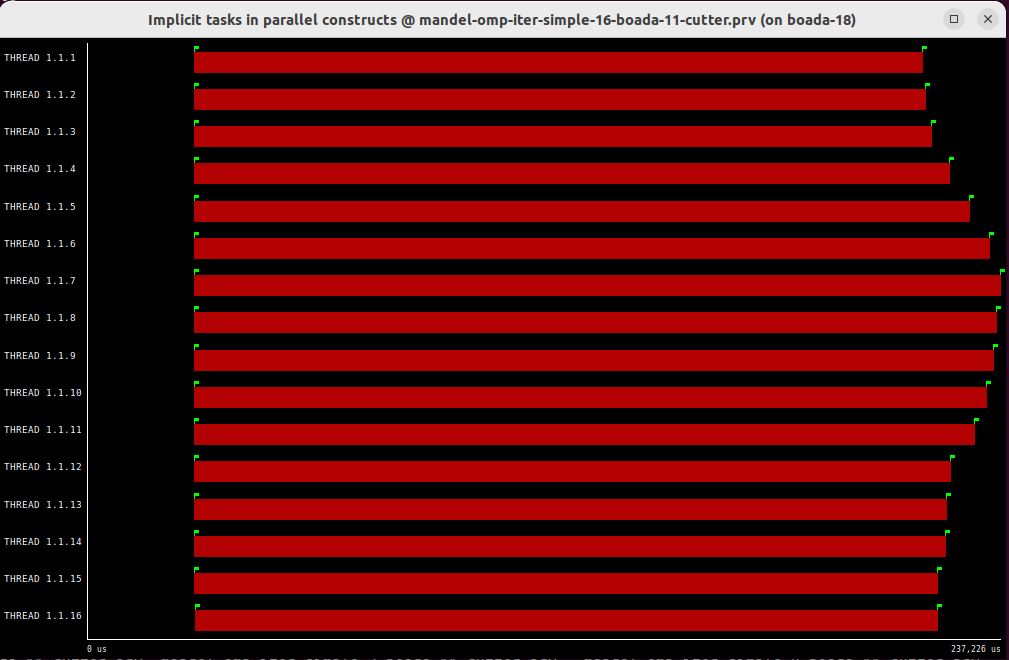 Implicit tasks in parallel constructs @ mandel-omp-iter-simple-16-boada-11-cutter.prv (on boada-18)
THREAD 1.1.1
THREAD 1.1.2
THREAD 1.1.3
THREAD 1.1.4
THREAD 1.1.5
THREAD 1.1.6
THREAD 1.1.7
THREAD 1.1.8
THREAD 1.1.9
THREAD 1.1.10
THREAD 1.1.11
THREAD 1.1.12
THREAD 1.1.13
THREAD 1.1.14
THREAD 1.1.15
THREAD 1.1.16
0 us 237,226 us